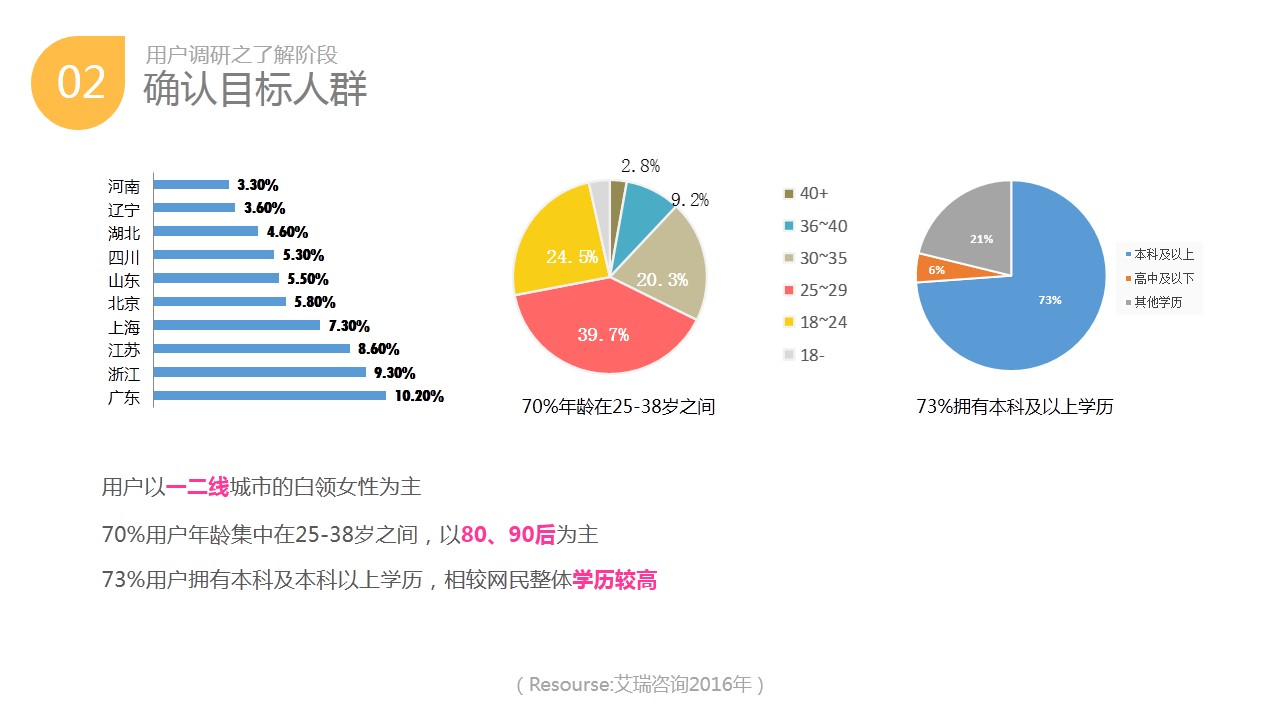 02
用户调研之了解阶段
确认目标人群
河南 3.30%
辽宁 3.60%
湖北 4.60%
四川 5.30%
山东 5.50%
北京 5.80%
上海 7.30%
江苏 8.60%
浙江 9.30%
广东 10.20%
2.8%
9.2%
20.3%
39.7%
24.5%
40+
36~40
30~35
25~29
18~24
18-
70%年龄在25-38岁之间
21%
6%
73%
本科及以上
高中及以下
其他学历
73%拥有本科及以上学历
用户以一二线城市的白领女性为主
70%用户年龄集中在25-38岁之间，以80、90后为主
73%用户拥有本科及本科以上学历，相较网民整体学历较高
（Resourse:艾瑞咨询2016年）